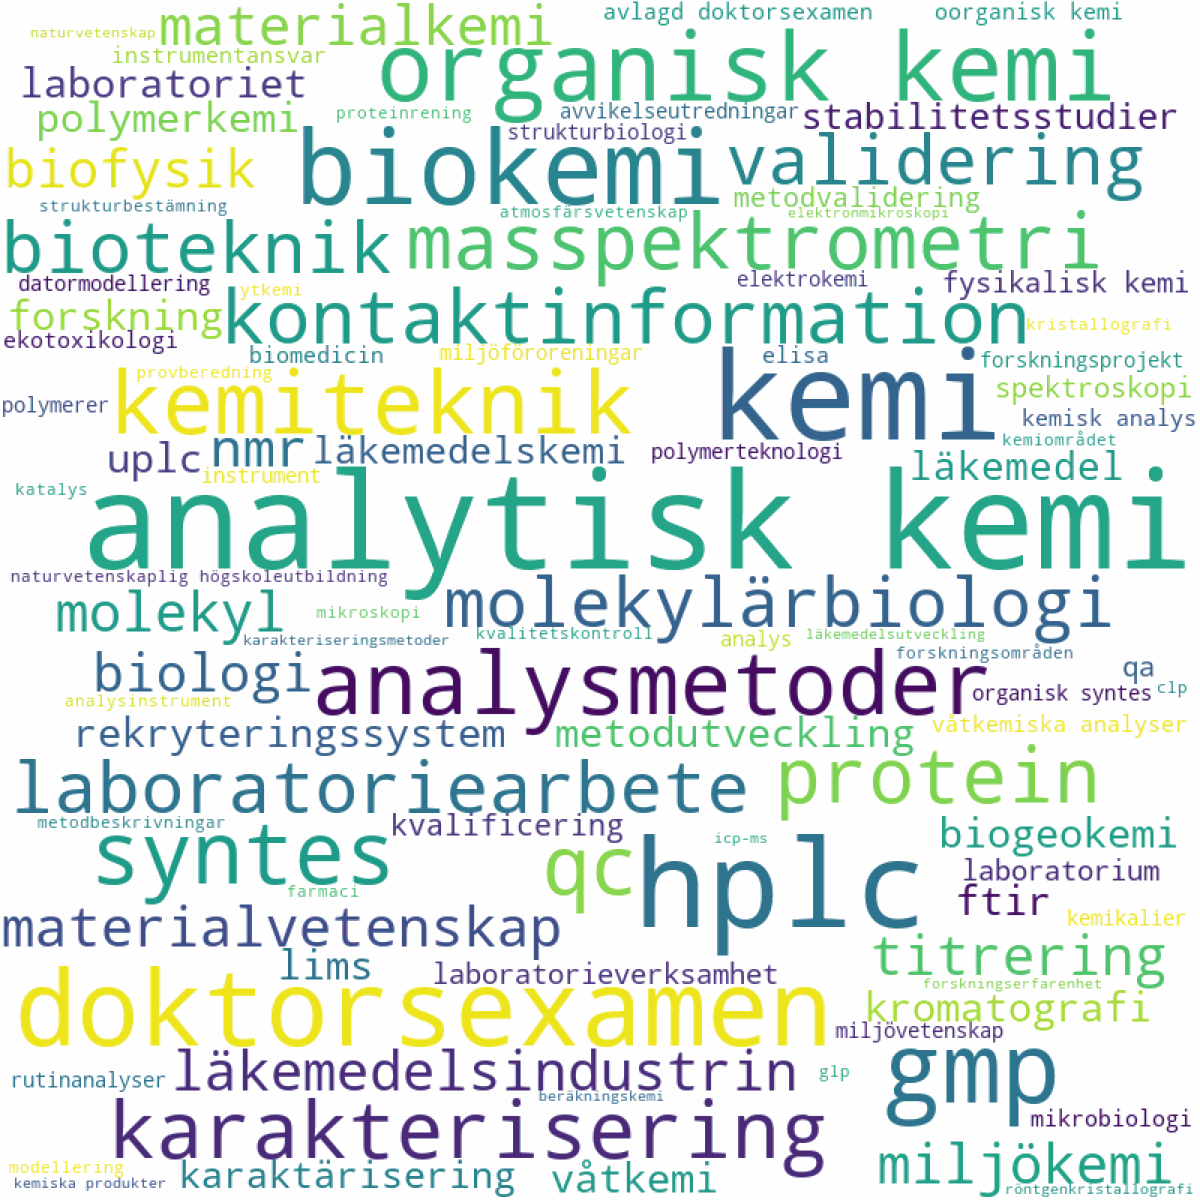 avlagd doktorsexamen
oorganisk kemi
materialkemi
naturvetenskap
instrumentansvar
organisk kemi
laboratoriet
polymerkemi
proteinrening
avvikelseutredningar
stabilitetsstudier
strukturbiologi
biokemi
validering
biofysik
metodvalidering
strukturbestämning
atmosfärsvetenskap
elektronmikroskopi
bioteknik
masspektrometri
datormodellering
ytkemi
elektrokemi
fysikalisk kemi
forskning
kontaktinformation
kristallografi
ekotoxikologi
biomedicin
miljöföroreningar
elisa
forskningsprojekt
provberedning
kemi
spektroskopi
polymerer
kemiteknik
kemisk analys
kemiområdet
uplc
nmr
läkemedelskemi
polymerteknologi
läkemedel
instrument
katalys
analytisk kemi
naturvetenskaplig högskoleutbildning
molekyl
mikroskopi
molekylärbiologi
karakteriseringsmetoder
kvalitetskontroll
analys
läkemedelsutveckling
forskningsområden
biologi
analysmetoder
qa
organisk syntes
clp
analysinstrument
rekryteringssystem
metodutveckling
våtkemiska analyser
laboratoriearbete
protein
metodbeskrivningar
kvalificering
icp-ms
biogeokemi
syntes
qc
hplc
laboratorium
farmaci
ftir
materialvetenskap
kemikalier
lims
laboratorieverksamhet
titrering
forskningserfarenhet
doktorsexamen
kromatografi
miljövetenskap
rutinanalyser
läkemedelsindustrin
glp
gmp
beräkningskemi
karakterisering
mikrobiologi
modellering
kemiska produkter
karaktärisering
våtkemi
miljökemi
röntgenkristallografi